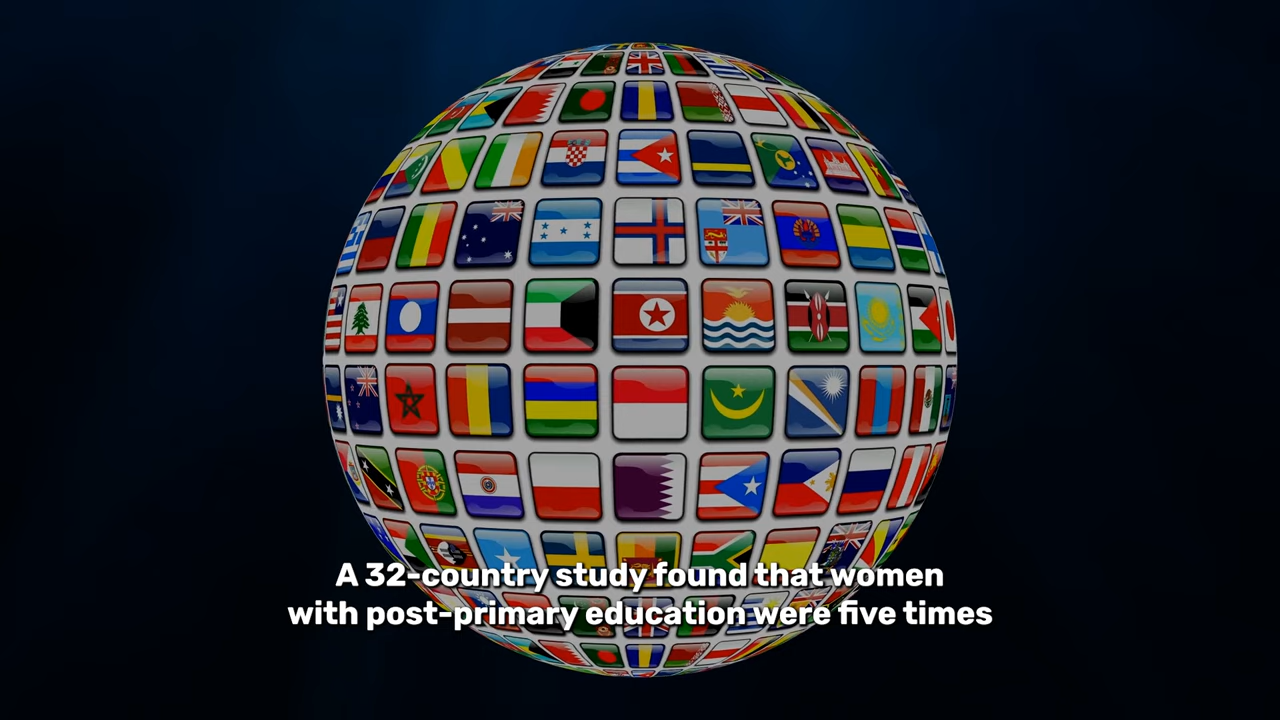 A 32-country study found that women
with post-primary education were five times